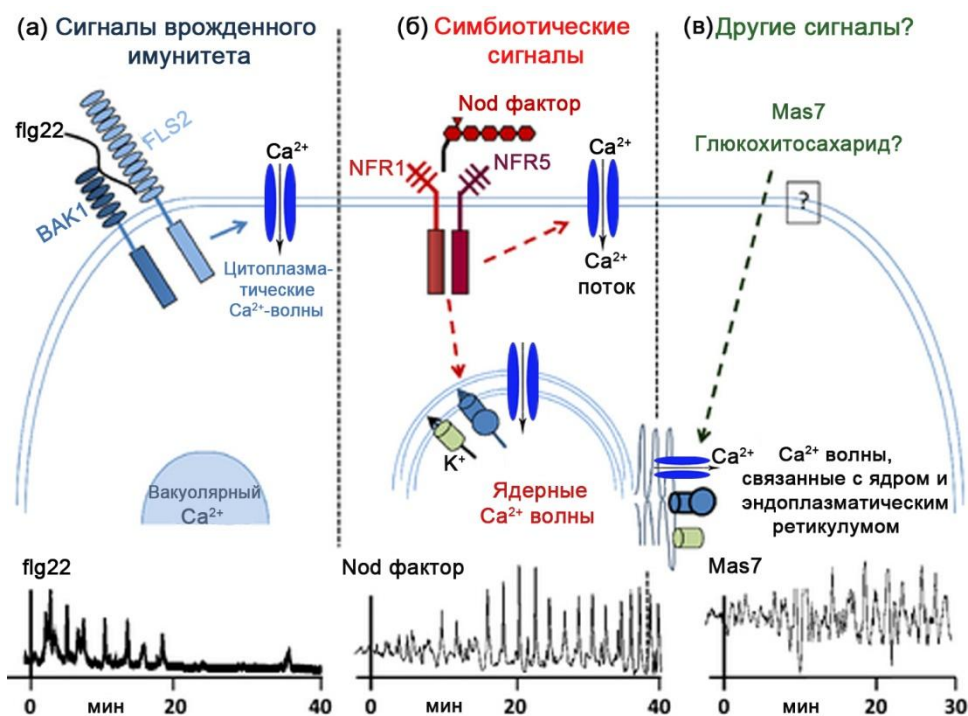 (а) Сигналы врожденного
имунитета
flg22
FLS2
BAK1
Ca²⁺
Цитоплазма-
тические
Ca²⁺-волны
Вакуолярный
Ca²⁺
(б) Симбиотические
сигналы
Nod фактор
NFR1
NFR5
Ca²⁺
Ca²⁺
поток
K⁺
Ядерные
Ca²⁺ волны
(в) Другие сигналы?
Mas7
Глюкохитосахарид?
?
Ca²⁺
Ca²⁺ волны,
связанные с ядром и
эндоплазматическим
ретикулумом
flg22
0 мин 20 40
Nod фактор
0 мин 20 40
Mas7
0 мин 20 30